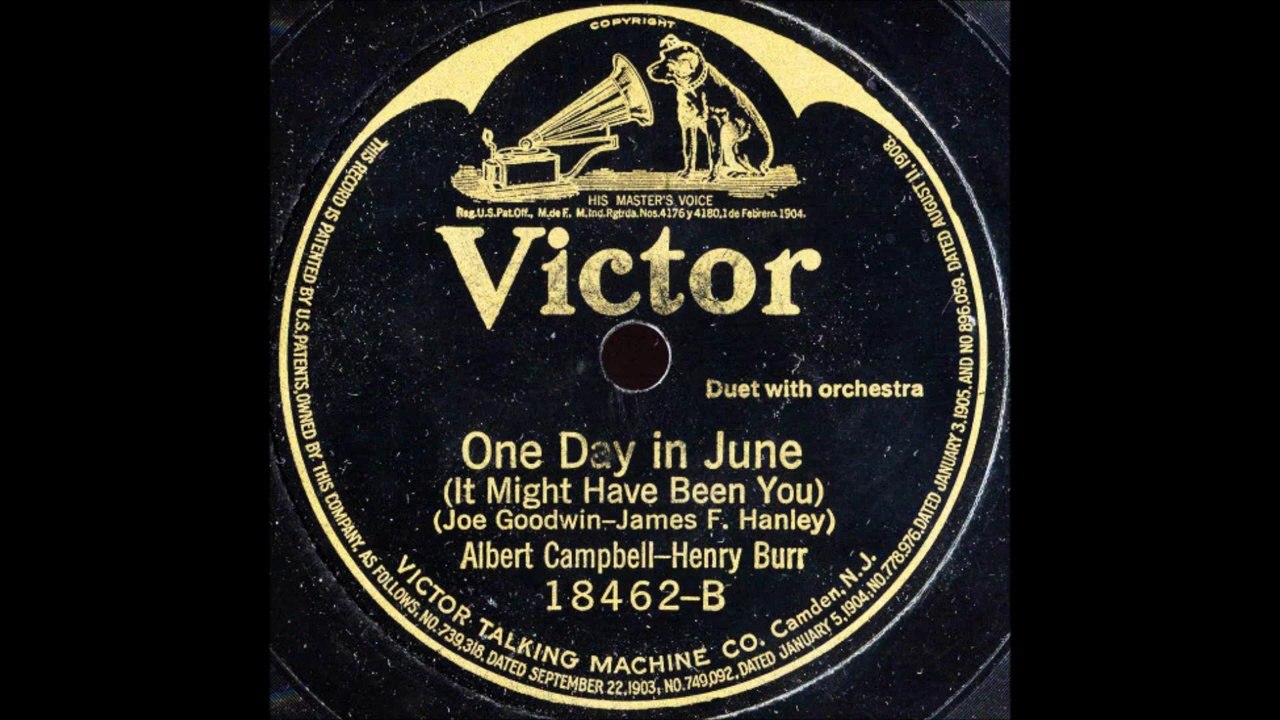 COPYRIGHT
HIS MASTER'S VOICE
Reg.U.S.Pat.Off., M.de F., M.Ind.Rgtrda.Nos.4176 y 4180,1 de Febrero 1904.
Victor
Duet with orchestra
One Day in June
(It Might Have Been You)
(Joe Goodwin–James F. Hanley)
Albert Campbell–Henry Burr
18462–B
VICTOR TALKING MACHINE CO. Camden, N.J.
THIS RECORD IS PATENTED BY U.S. PATENTS, OWNED BY THIS COMPANY, AS FOLLOWS, NO.739,318. DATED SEPTEMBER 22,1903, NO.749,092, DATED JANUARY 5,1904, NO.778,976, DATED JANUARY 3,1905. AND NO 896,059. DATED AUGUST 11,1908.